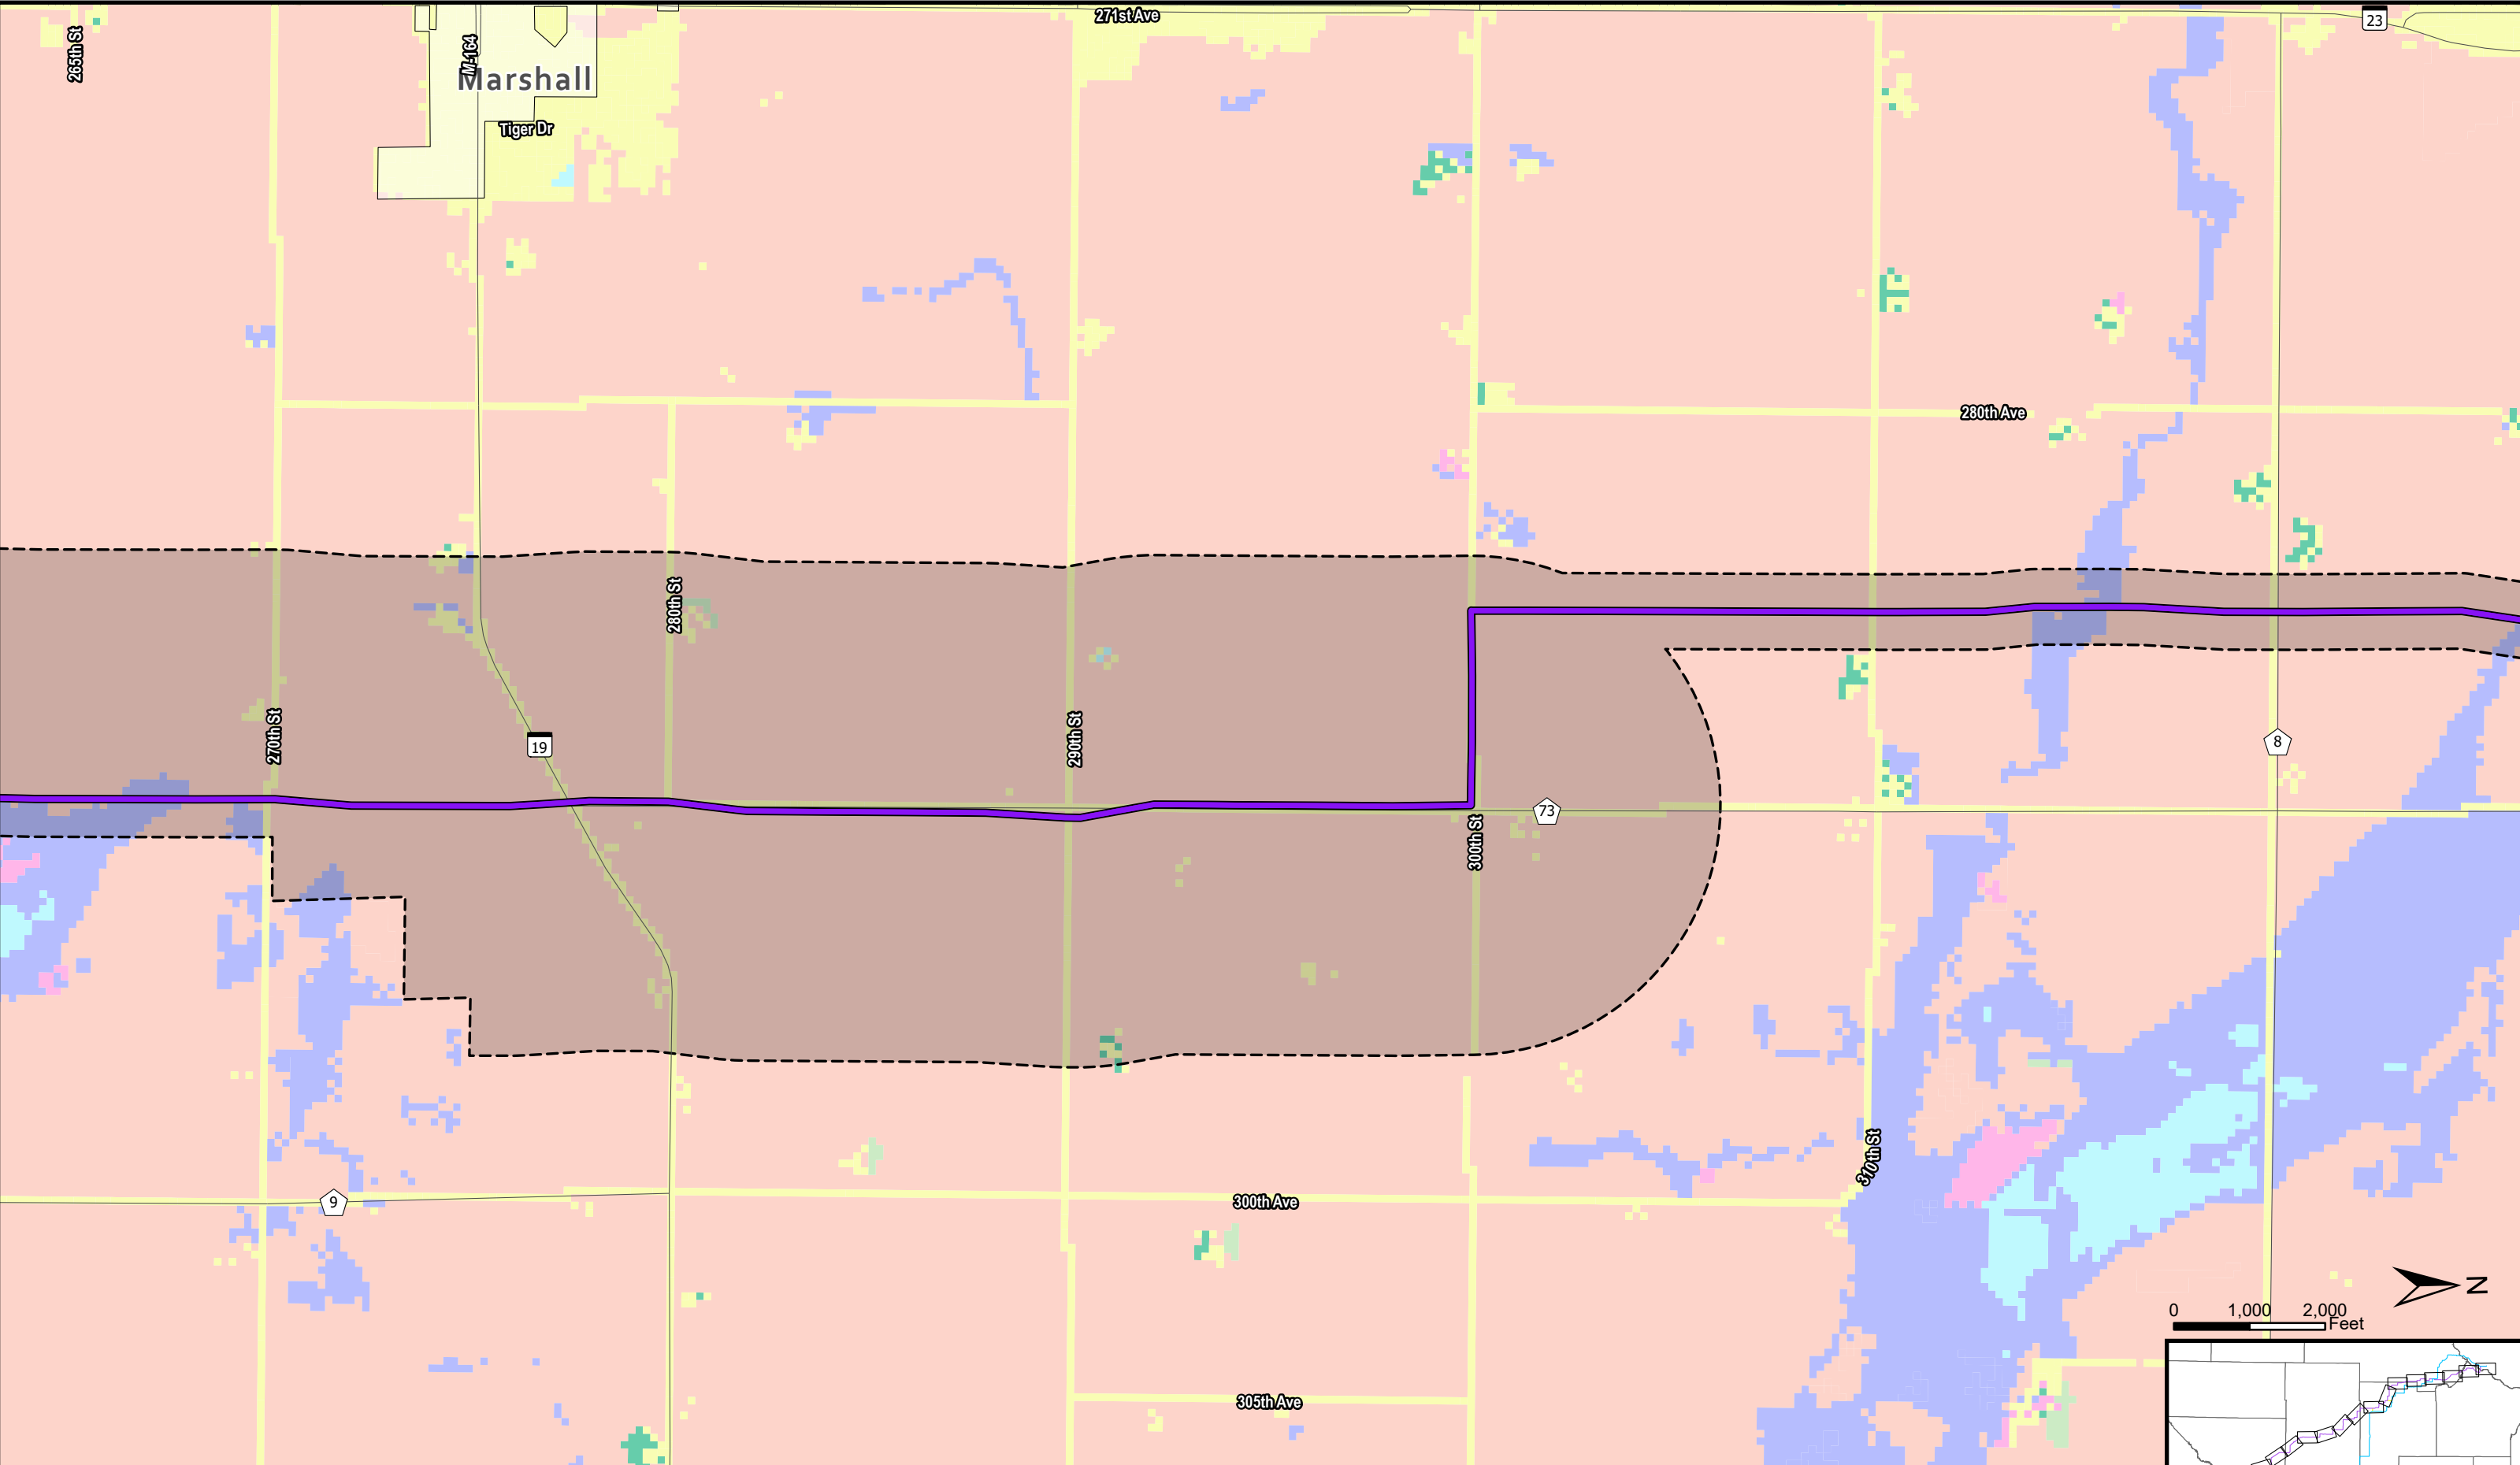 271st Ave
23
265th St
M-164
Marshall
Tiger Dr
280th Ave
280th St
270th St
290th St
19
8
73
300th St
310th St
9
300th Ave
N
0 1,000 2,000
Feet
305th Ave